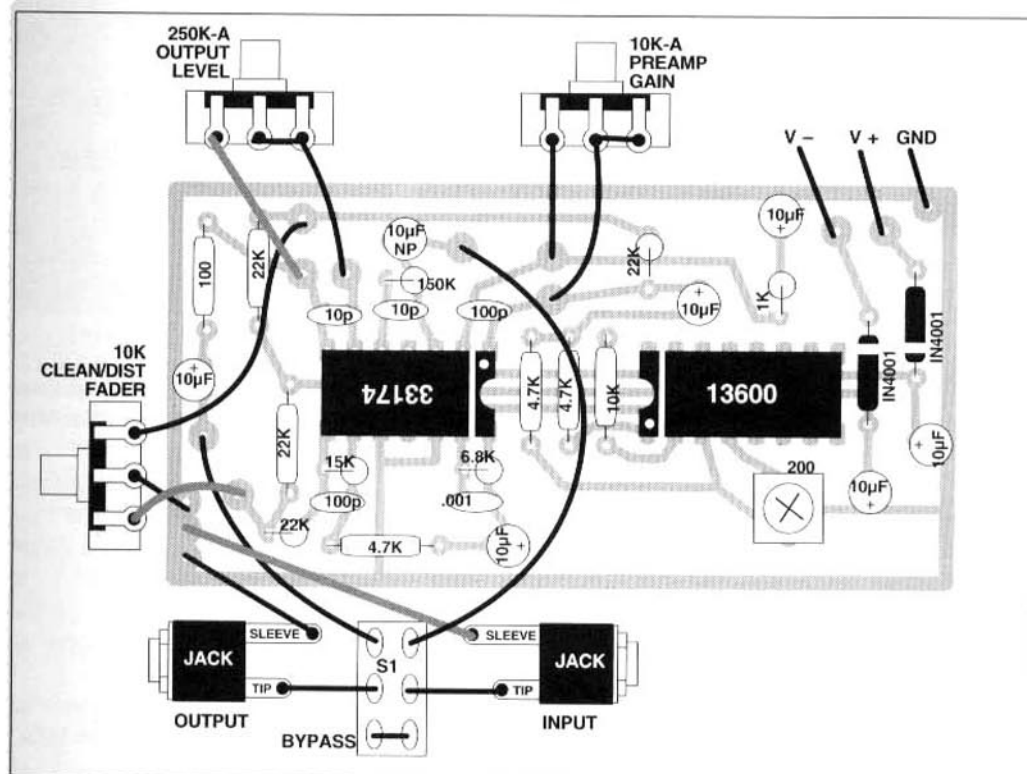 250K-A
OUTPUT
LEVEL
10K-A
PREAMP
GAIN
V –
V +
GND
10µF
+
10µF
NP
100
22K
150K
22K
1K
10p
10p
100p
+
10µF
IN4001
IN4001
10K
CLEAN/DIST
FADER
+
10µF
33174
4.7K
4.7K
10K
13600
22K
15K
6.8K
200
+
10µF
10µF
+
100p
.001
22K
4.7K
10µF
+
SLEEVE
JACK
TIP
OUTPUT
S1
BYPASS
SLEEVE
JACK
TIP
INPUT